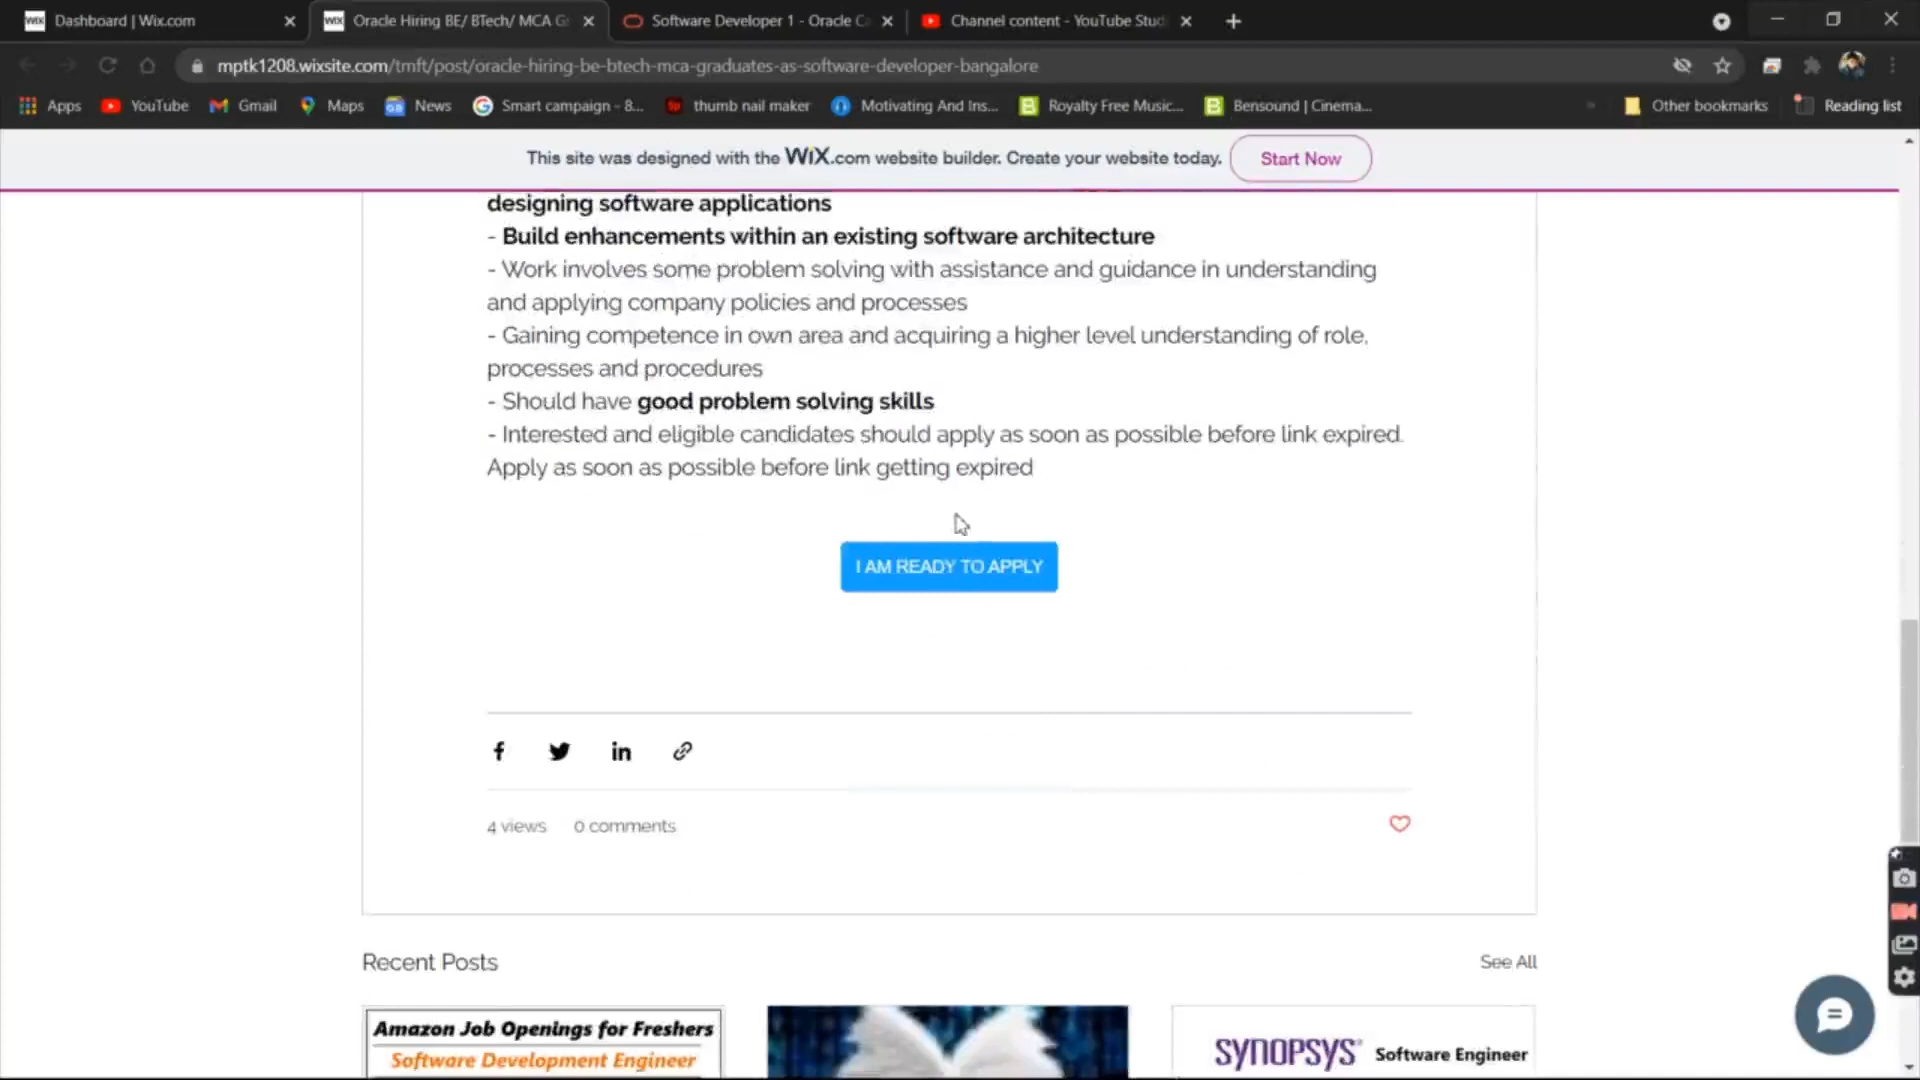 Dashboard | Wix.com
Oracle Hiring BE/ BTech/ MCA G
Software Developer 1 - Oracle C
Channel content - YouTube Stud
mptk1208.wixsite.com/tmft/post/oracle-hiring-be-btech-mca-graduates-as-software-developer-bangalore
Apps
YouTube
Gmail
Maps
News
Smart campaign - 8...
thumb nail maker
Motivating And Ins...
Royalty Free Music...
Bensound | Cinema...
Other bookmarks
Reading list
This site was designed with the WiX.com website builder. Create your website today.
Start Now
designing software applications
- Build enhancements within an existing software architecture
- Work involves some problem solving with assistance and guidance in understanding
and applying company policies and processes
- Gaining competence in own area and acquiring a higher level understanding of role,
processes and procedures
- Should have good problem solving skills
- Interested and eligible candidates should apply as soon as possible before link expired.
Apply as soon as possible before link getting expired
I AM READY TO APPLY
4 views
0 comments
Recent Posts
See All
Amazon Job Openings for Freshers
Software Development Engineer
SYNOPSYS
Software Engineer